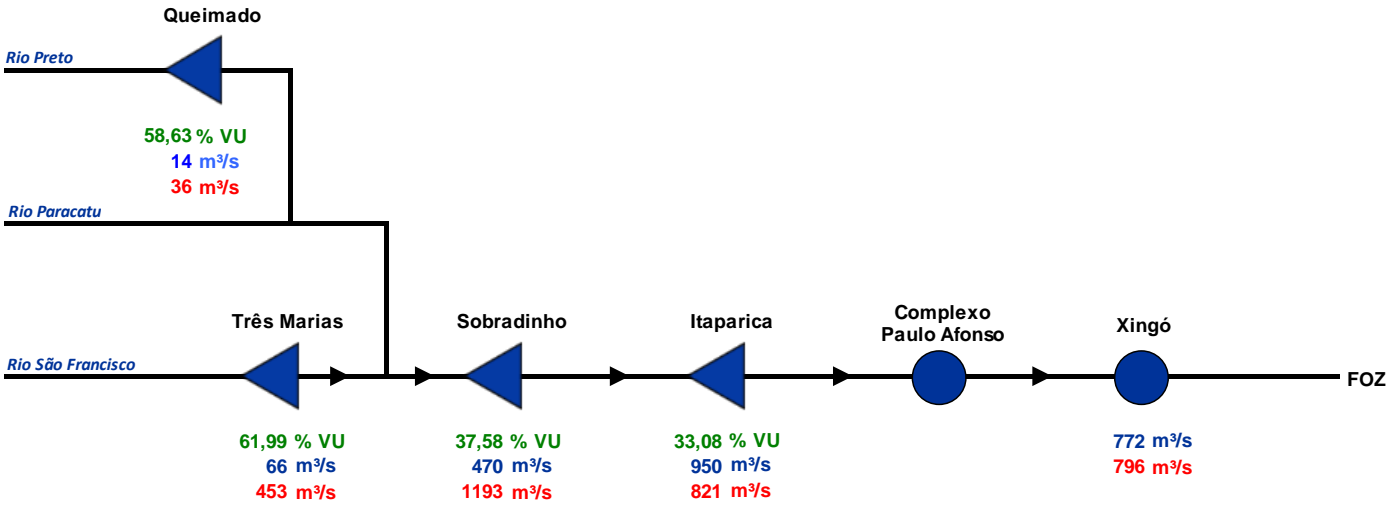 Queimado
Rio Preto
58,63 % VU
14 m³/s
36 m³/s
Rio Paracatu
Três Marias
Sobradinho
Itaparica
Complexo
Paulo Afonso
Xingó
Rio São Francisco
FOZ
61,99 % VU
66 m³/s
453 m³/s
37,58 % VU
470 m³/s
1193 m³/s
33,08 % VU
950 m³/s
821 m³/s
772 m³/s
796 m³/s